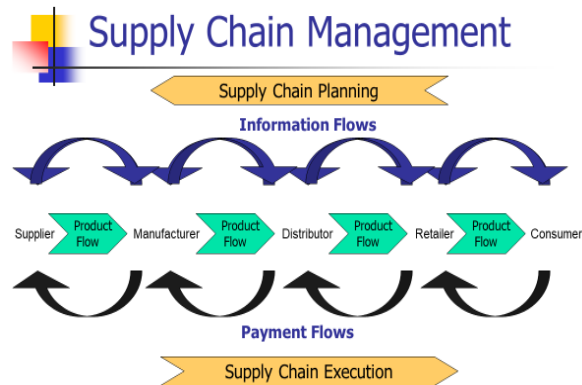 Supply Chain Management
Supply Chain Planning
Information Flows
Supplier Product Flow Manufacturer Product Flow Distributor Product Flow Retailer Product Flow Consumer
Payment Flows
Supply Chain Execution